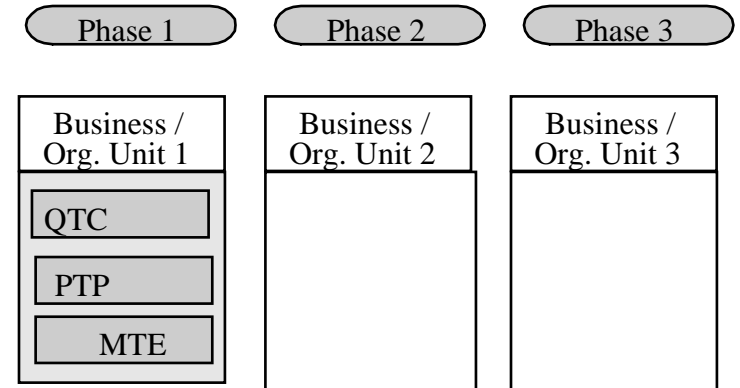 Phase 1
Phase 2
Phase 3
Business /
Org. Unit 1
Business /
Org. Unit 2
Business /
Org. Unit 3
QTC
PTP
MTE